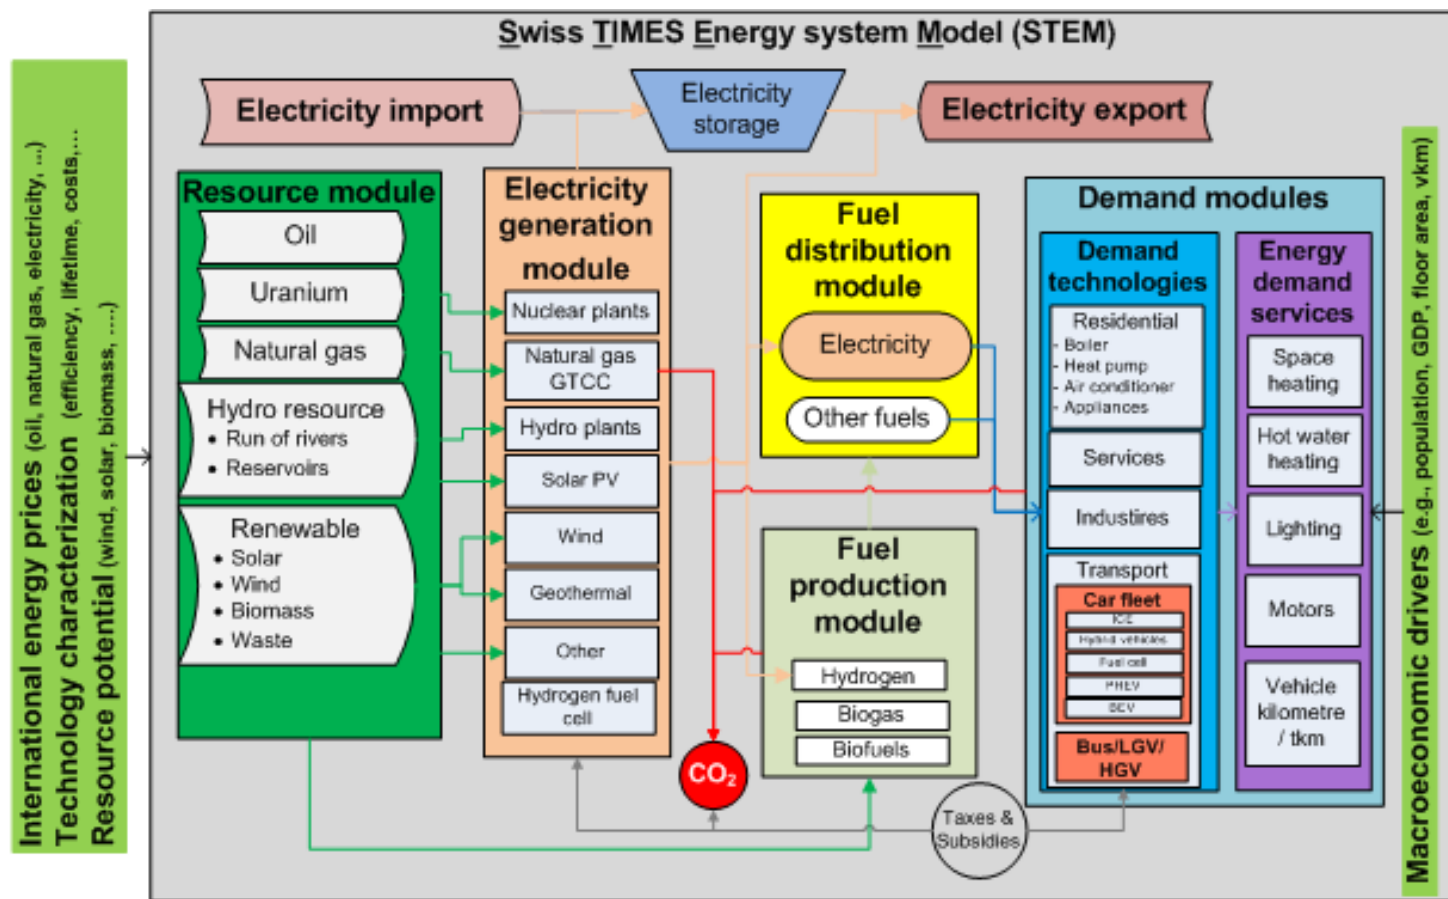 Swiss TIMES Energy system Model (STEM)
International energy prices (oil, natural gas, electricity, ...)
Technology characterization (efficiency, lifetime, costs,...
Resource potential (wind, solar, biomass, ....)
Electricity import
Electricity
storage
Electricity export
Resource module
Oil
Uranium
Natural gas
Hydro resource
• Run of rivers
• Reservoirs
Renewable
• Solar
• Wind
• Biomass
• Waste
Electricity
generation
module
Nuclear plants
Natural gas
GTCC
Hydro plants
Solar PV
Wind
Geothermal
Other
Hydrogen fuel
cell
CO₂
Fuel
distribution
module
Electricity
Other fuels
Fuel
production
module
Hydrogen
Biogas
Biofuels
Taxes &
Subsidies
Demand modules
Demand
technologies
Residential
- Boiler
- Heat pump
- Air conditioner
- Appliances
Services
Industires
Transport
Car fleet
ICE
Hybrid vehicles
Fuel cell
PHEV
BEV
Bus/LGV/
HGV
Energy
demand
services
Space
heating
Hot water
heating
Lighting
Motors
Vehicle
kilometre
/ tkm
Macroeconomic drivers (e.g., population, GDP, floor area, vkm)